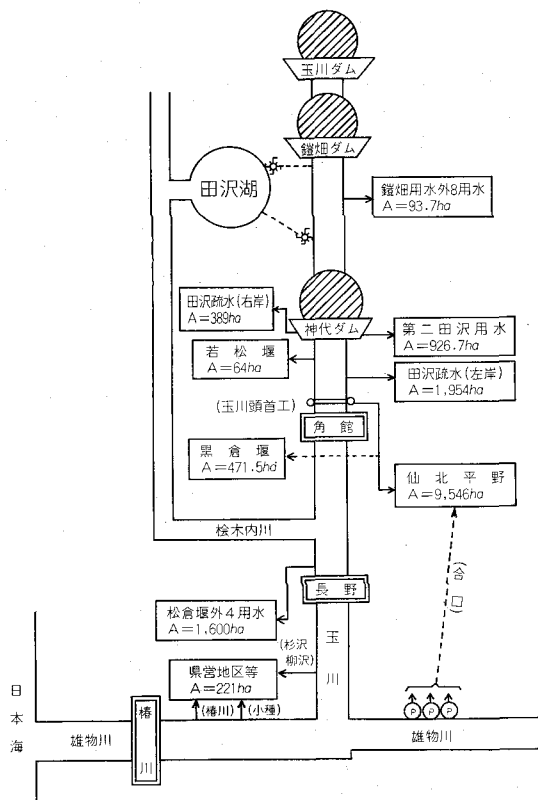 玉川ダム
鎧畑ダム
田沢湖
鎧畑用水外8用水
A=93.7ha
田沢疏水(右岸)
A=389ha
神代ダム
第二田沢用水
A=926.7ha
若松堰
A=64ha
田沢疏水(左岸)
A=1,954ha
(玉川頭首工)
角館
黒倉堰
A=471.5ha
仙北平野
A=9,546ha
桧木内川
(合口)
長野
松倉堰外4用水
A=1,600ha
玉川
(杉沢
柳沢)
県営地区等
A=221ha
(椿川)
(小種)
P P P
日本海
雄物川
椿川
雄物川